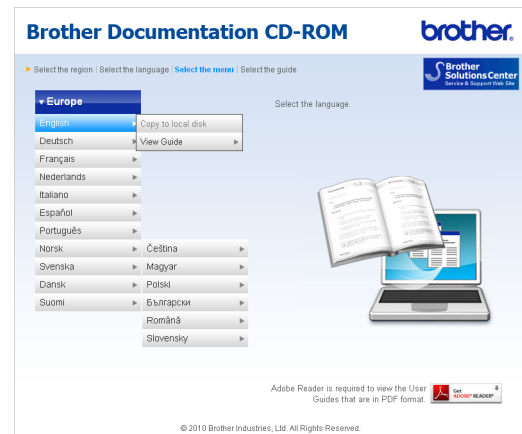 Brother Documentation CD-ROM
brother
Select the region | Select the language | Select the menu | Select the guide
Brother
Solutions Center
Service & Support Web Site
Europe
Select the language.
English
Copy to local disk
Deutsch
View Guide
Français
Nederlands
Italiano
Español
Português
Norsk
Čeština
Svenska
Magyar
Dansk
Polski
Suomi
Български
Română
Slovensky
Adobe Reader is required to view the User
Guides that are in PDF format.
Get
ADOBE® READER®
© 2010 Brother Industries, Ltd. All Rights Reserved.